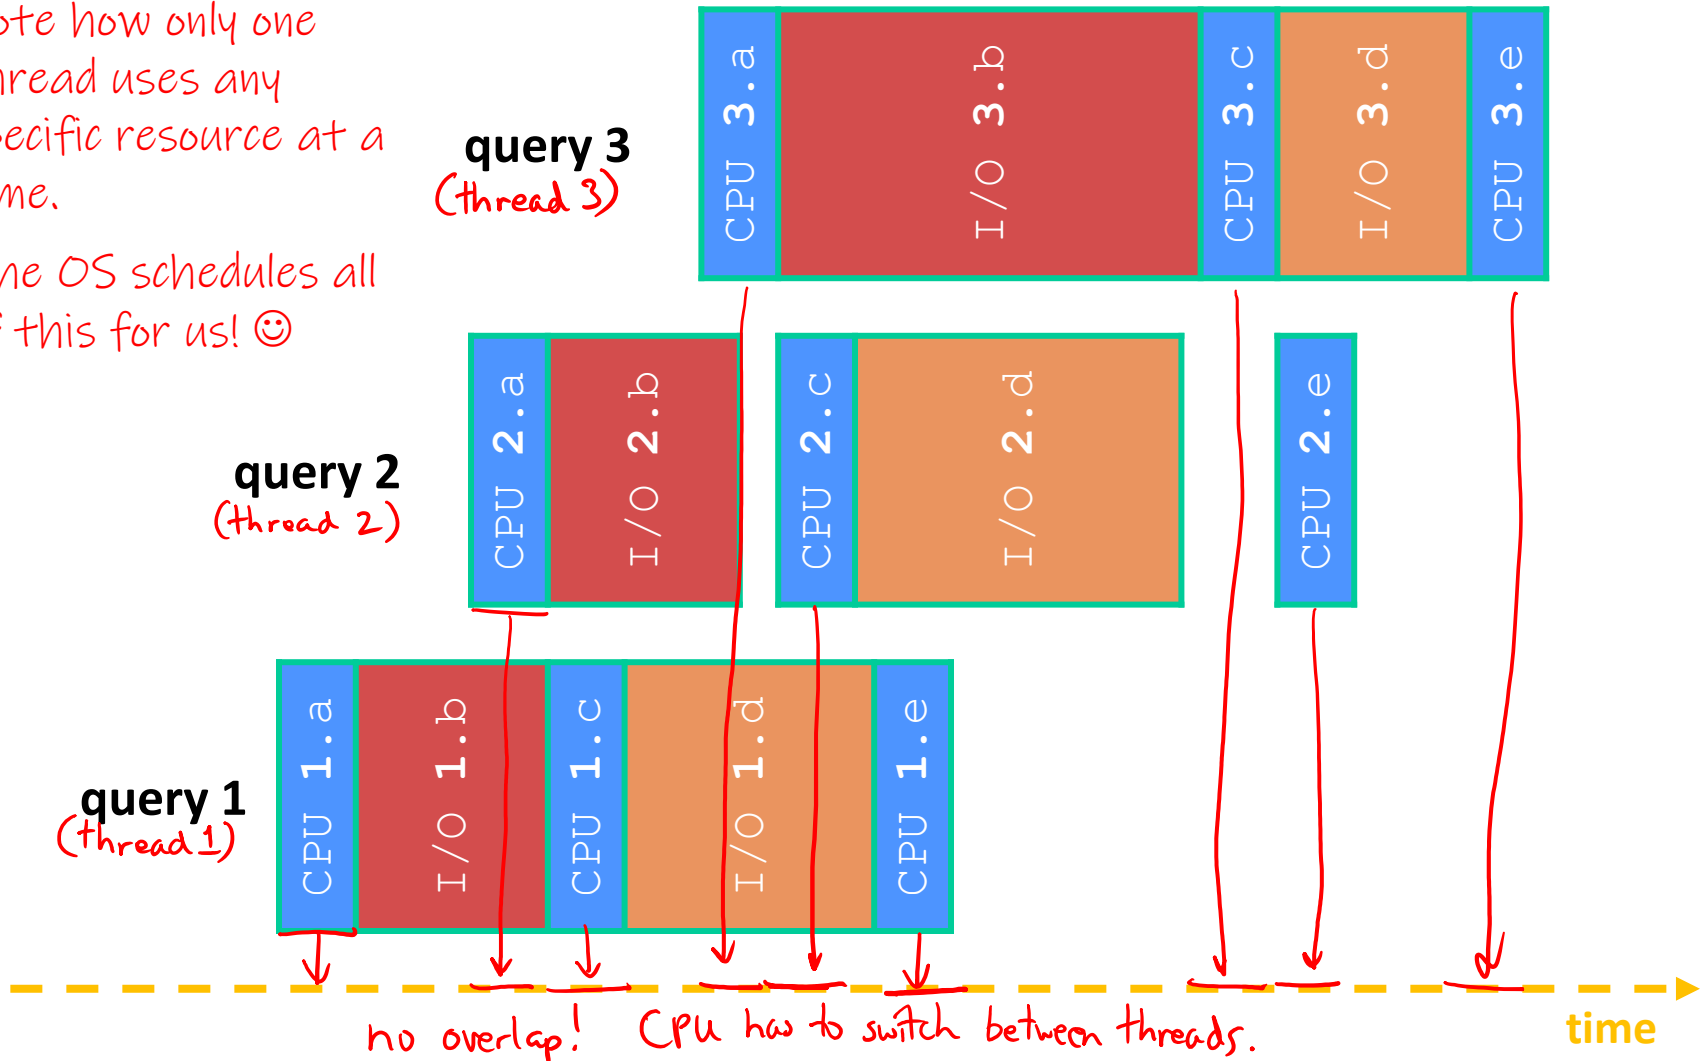 ote how only one
hread uses any
pecific resource at a
me.
he OS schedules all
this for us! ☺
query 3
(thread 3)
CPU 3.a
I/O 3.b
CPU 3.c
I/O 3.d
CPU 3.e
query 2
(thread 2)
CPU 2.a
I/O 2.b
CPU 2.c
I/O 2.d
CPU 2.e
query 1
(thread 1)
CPU 1.a
I/O 1.b
CPU 1.c
I/O 1.d
CPU 1.e
no overlap! CPU has to switch between threads.
time